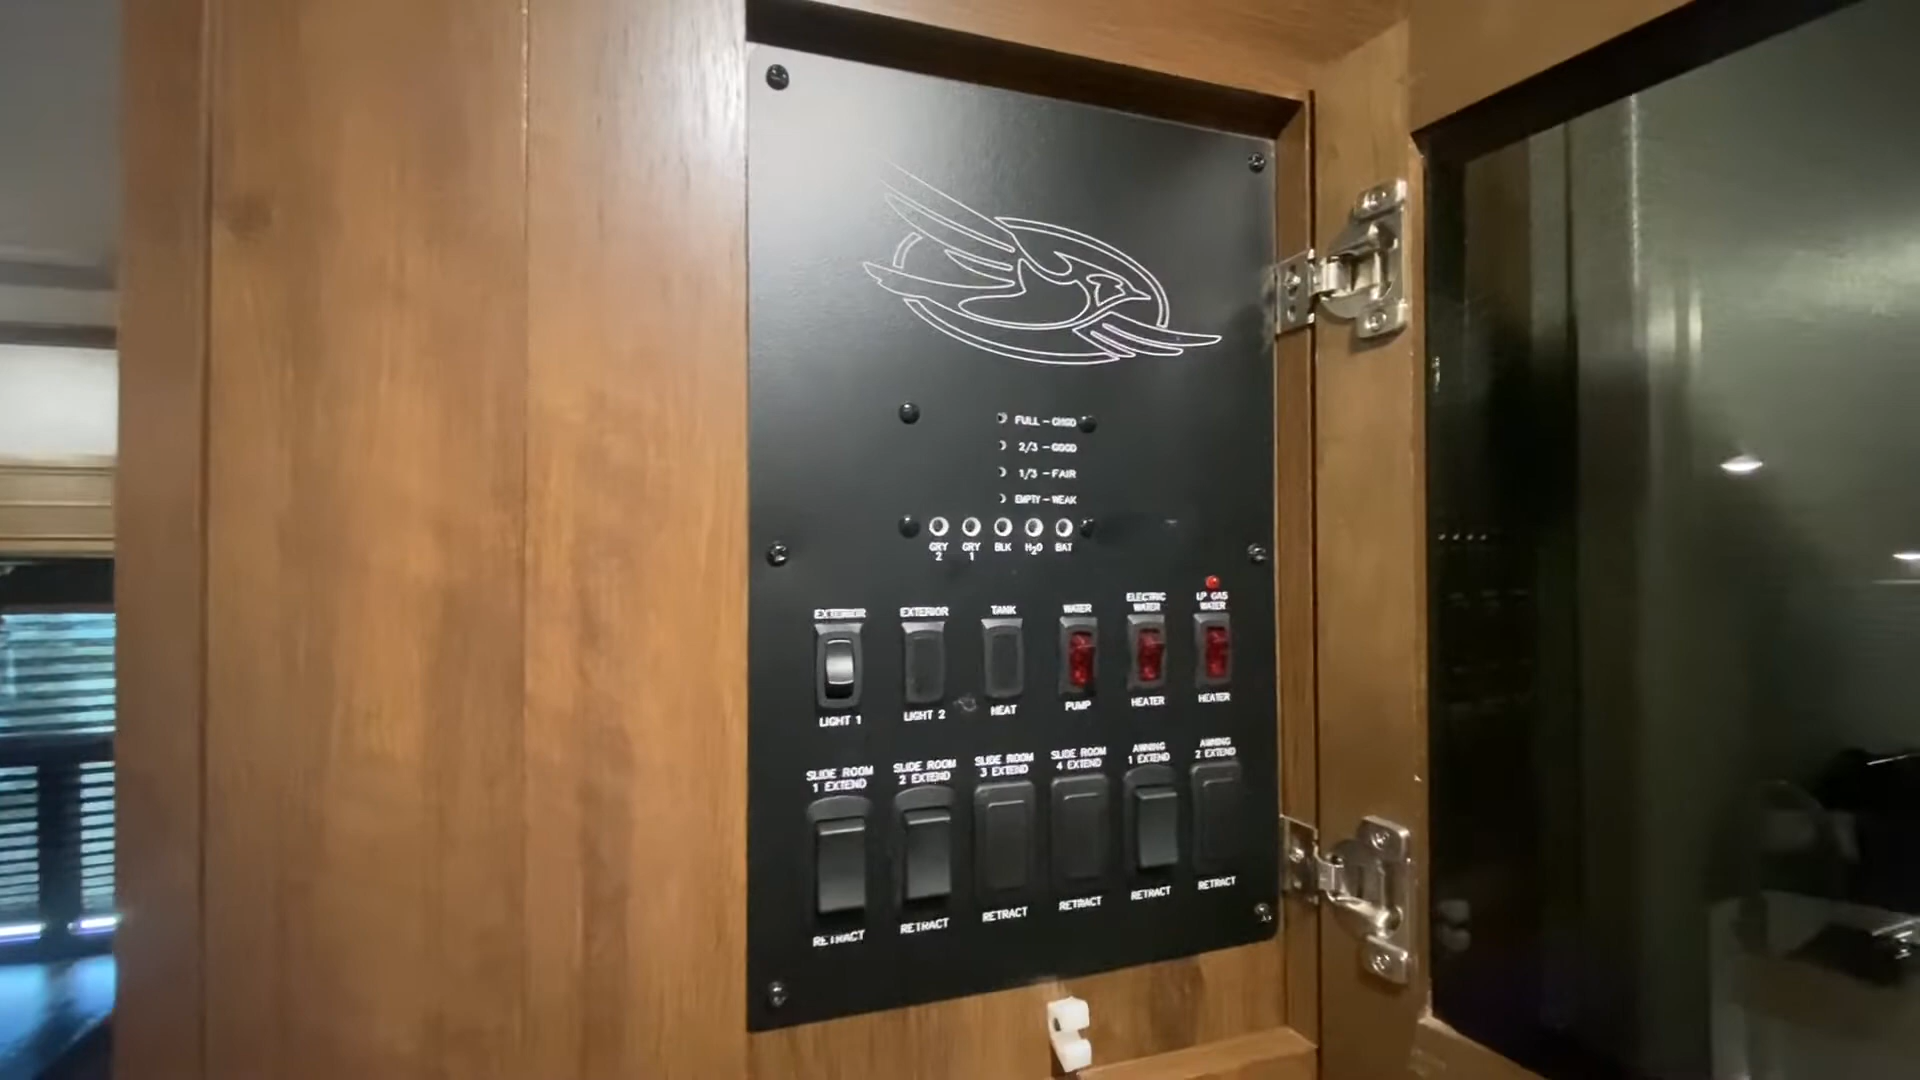 FULL - CHGD
2/3 - GOOD
1/3 - FAIR
EMPTY - WEAK
GRY 2
GRY 1
BLK
H2O
BAT
EXTERIOR
LIGHT 1
EXTERIOR
LIGHT 2
TANK
HEAT
WATER
PUMP
ELECTRIC
WATER
HEATER
LP GAS
WATER
HEATER
SLIDE ROOM
1 EXTEND
RETRACT
SLIDE ROOM
2 EXTEND
RETRACT
SLIDE ROOM
3 EXTEND
RETRACT
SLIDE ROOM
4 EXTEND
RETRACT
AWNING
1 EXTEND
RETRACT
AWNING
2 EXTEND
RETRACT